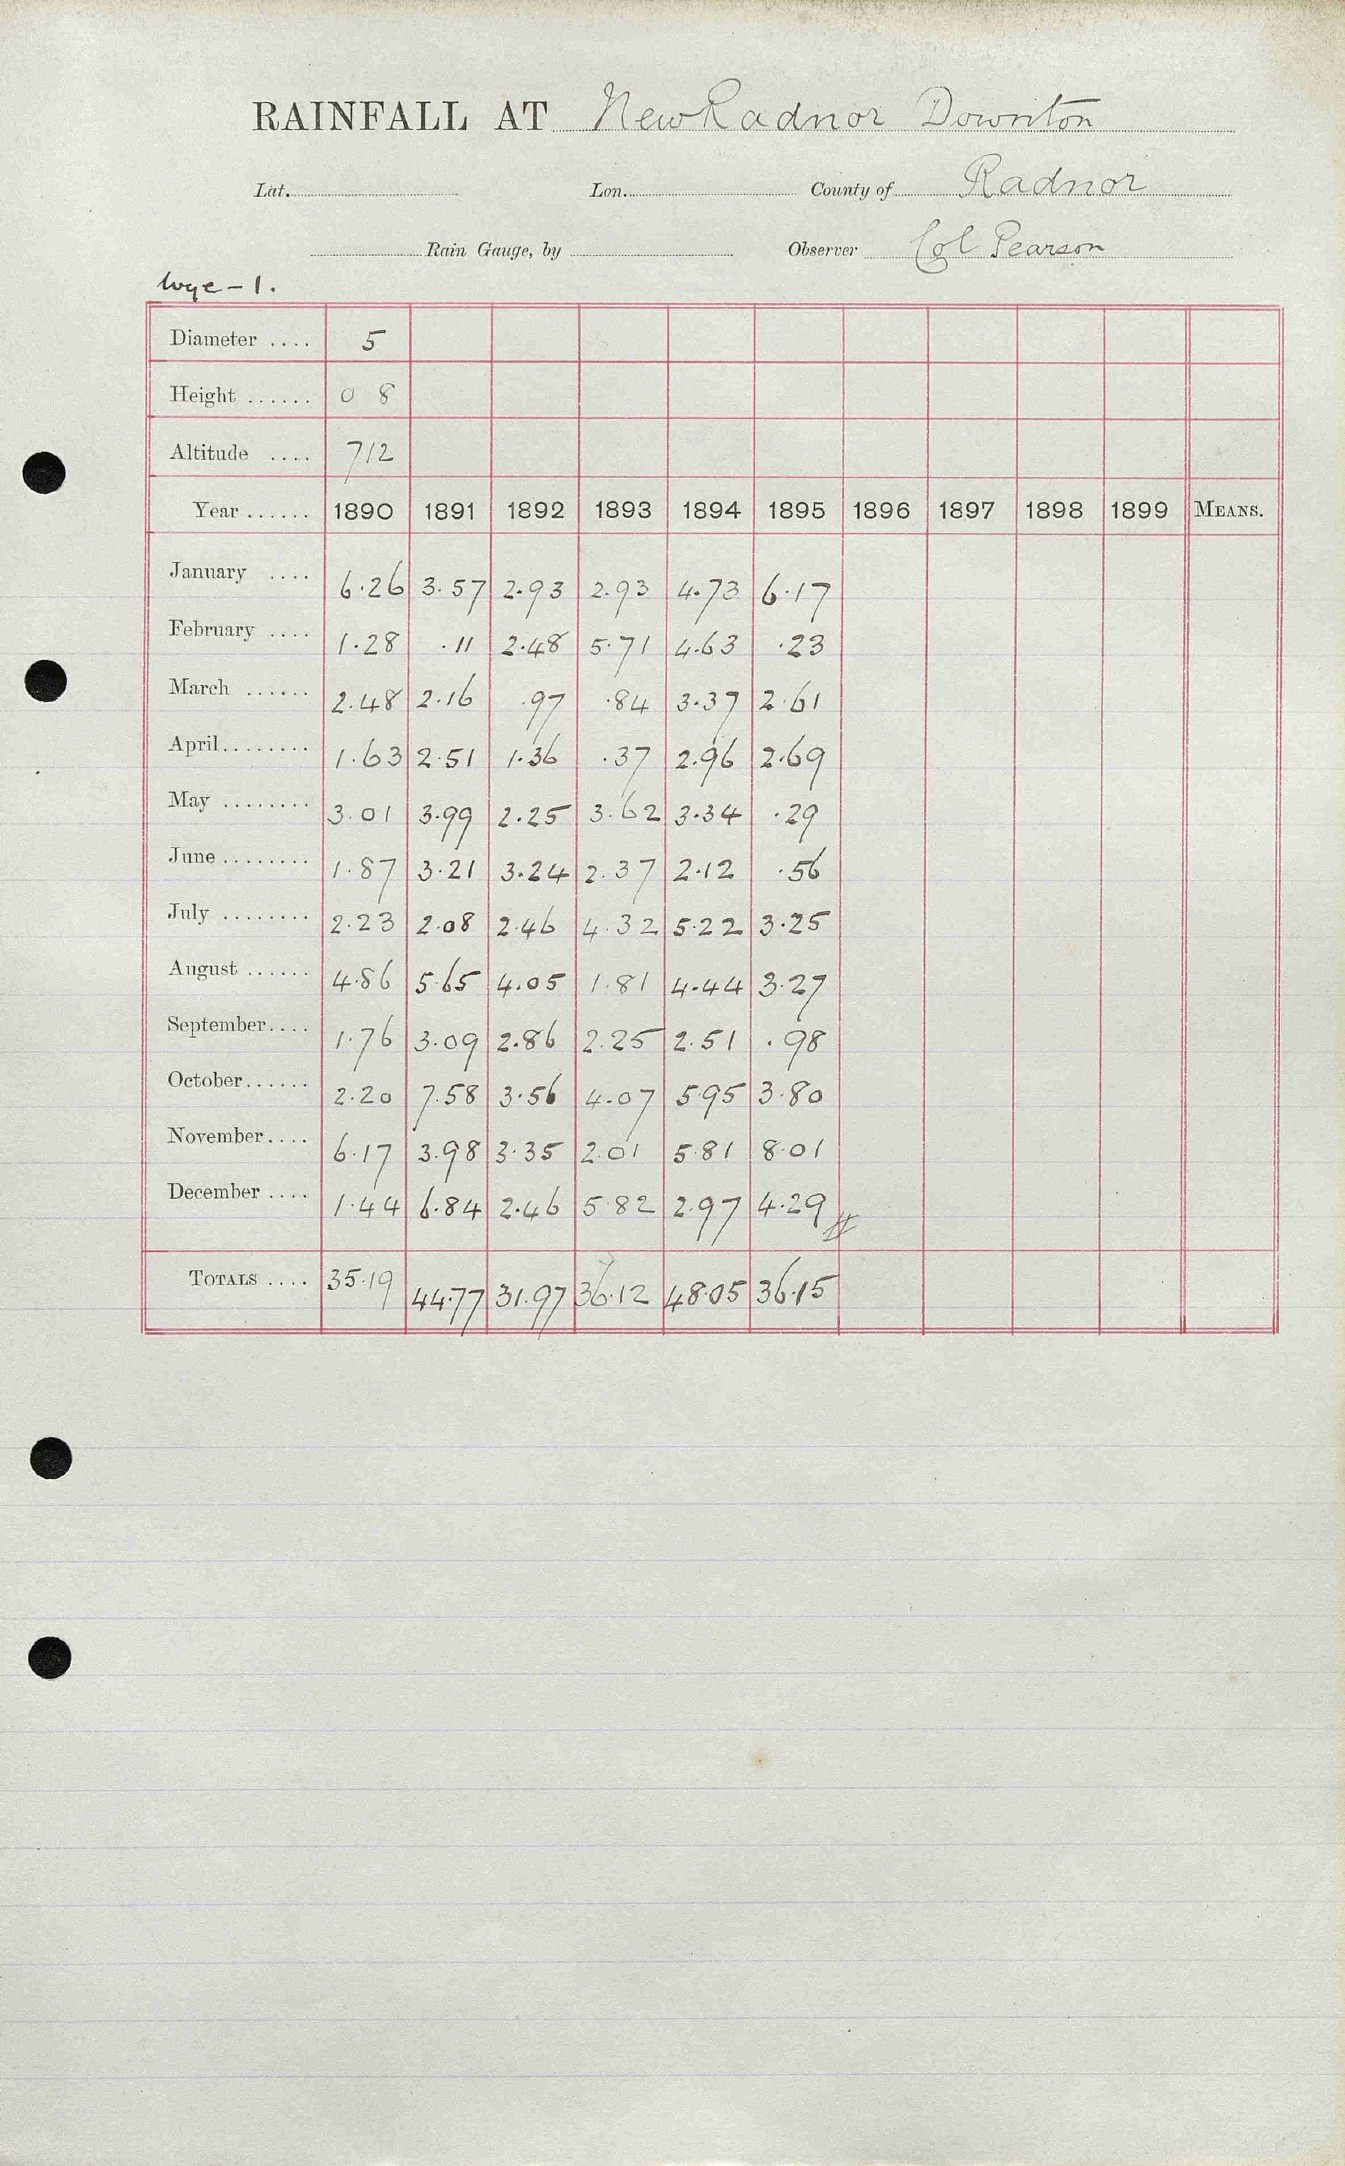 RAINFALL AT New Radnor Downton
Lat. Lon. County of Radnor
Rain Gauge, by Observer Col Pearson
Wye - 1.
Diameter .... 5
Height ...... 0 8
Altitude .... 712
Year ...... 1890 1891 1892 1893 1894 1895 1896 1897 1898 1899 MEANS.
January .... 6.26 3.57 2.93 2.93 4.73 6.17
February .... 1.28 .11 2.48 5.71 4.63 .23
March ...... 2.48 2.16 .97 .84 3.37 2.61
April........ 1.63 2.51 1.36 .37 2.96 2.69
May ........ 3.01 3.99 2.25 3.62 3.34 .29
June ........ 1.87 3.21 3.24 2.37 2.12 .56
July ........ 2.23 2.08 2.46 4.32 5.22 3.25
August ...... 4.86 5.65 4.05 1.81 4.44 3.27
September.... 1.76 3.09 2.86 2.25 2.51 .98
October...... 2.20 7.58 3.56 4.07 5.95 3.80
November.... 6.17 3.98 3.35 2.01 5.81 8.01
December .... 1.44 6.84 2.46 5.82 2.97 4.29
TOTALS .... 35.19 44.77 31.97 36.12 48.05 36.15